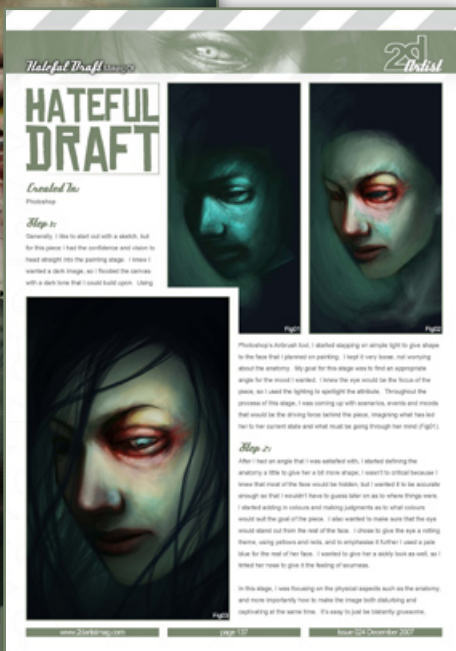 Hateful Draft
2d
Artist
HATEFUL
DRAFT
Created In:
Photoshop
Step 1:
Generally, I like to start out with a sketch, but
for this piece I had the confidence and vision to
head straight into the painting stage. I knew I
wanted a dark image, so I flooded the canvas
with a dark tone that I could build upon. Using
Fig01
Fig02
Fig03
Photoshop's Airbrush tool, I started slapping on simple light to give shape
to the face that I planned on painting. I kept it very loose, not worrying
about the anatomy. My goal for this stage was to find an appropriate
angle for the mood I wanted. I knew the eye would be the focus of the
piece, so I used the lighting to spotlight the attribute. Throughout the
process of this stage, I was coming up with scenarios, events and moods
that would be the driving force behind the piece, imagining what has led
her to her current state and what must be going through her mind (Fig01).
Step 2:
After I had an angle that I was satisfied with, I started defining the
anatomy a little to give her a bit more shape. I wasn't to critical because I
knew that most of the face would be hidden, but I wanted it to be accurate
enough so that I wouldn't have to guess later on as to where things were.
I started adding in colours and making judgments as to what colours
would suit the goal of the piece. I also wanted to make sure that the eye
would stand out from the rest of the face. I chose to give the eye a rotting
theme, using yellows and reds, and to emphasise it further I used a pale
blue for the rest of her face. I wanted to give her a sickly look as well, so I
tinted her nose to give it the feeling of sourness.
In this stage, I was focusing on the physical aspects such as the anatomy,
and more importantly how to make the image both disturbing and
captivating at the same time. It's easy to just be blatantly gruesome,
www.2dartistmag.com
page 137
Issue 024 December 2007